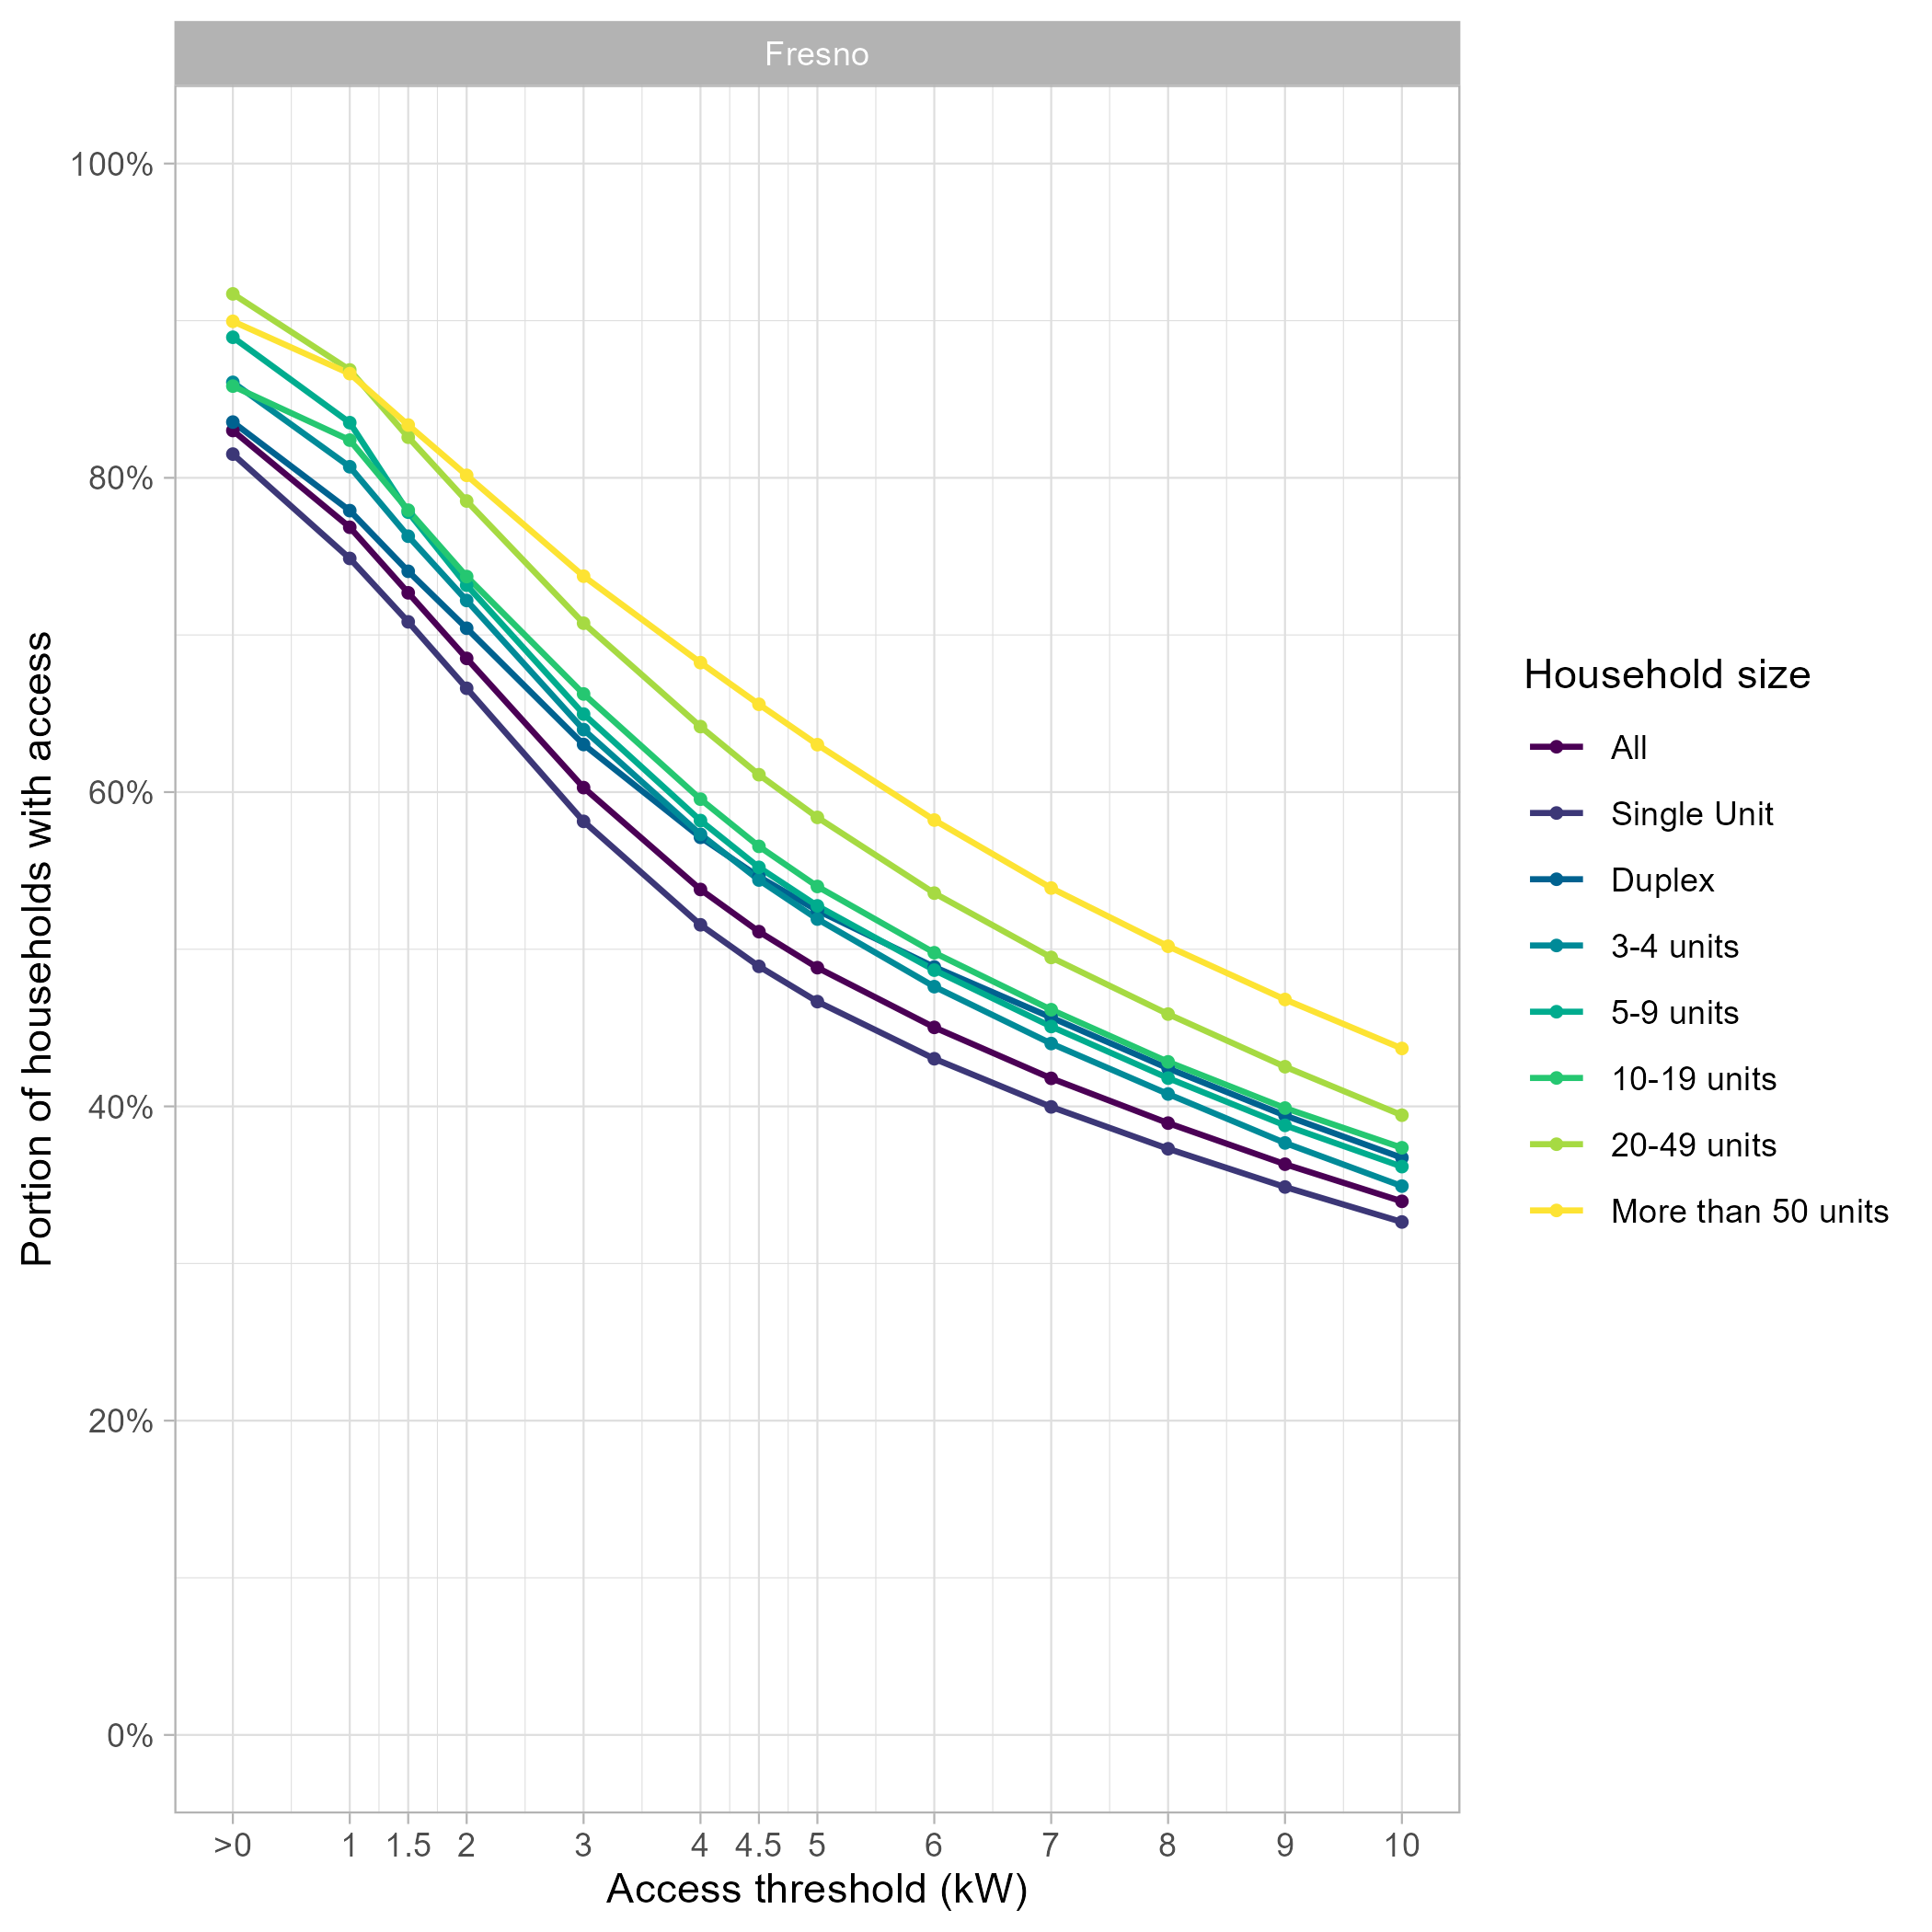 Fresno
100%
80%
60%
40%
20%
0%
Portion of households with access
>0 1 1.5 2 3 4 4.5 5 6 7 8 9 10
Access threshold (kW)
Household size
All
Single Unit
Duplex
3-4 units
5-9 units
10-19 units
20-49 units
More than 50 units